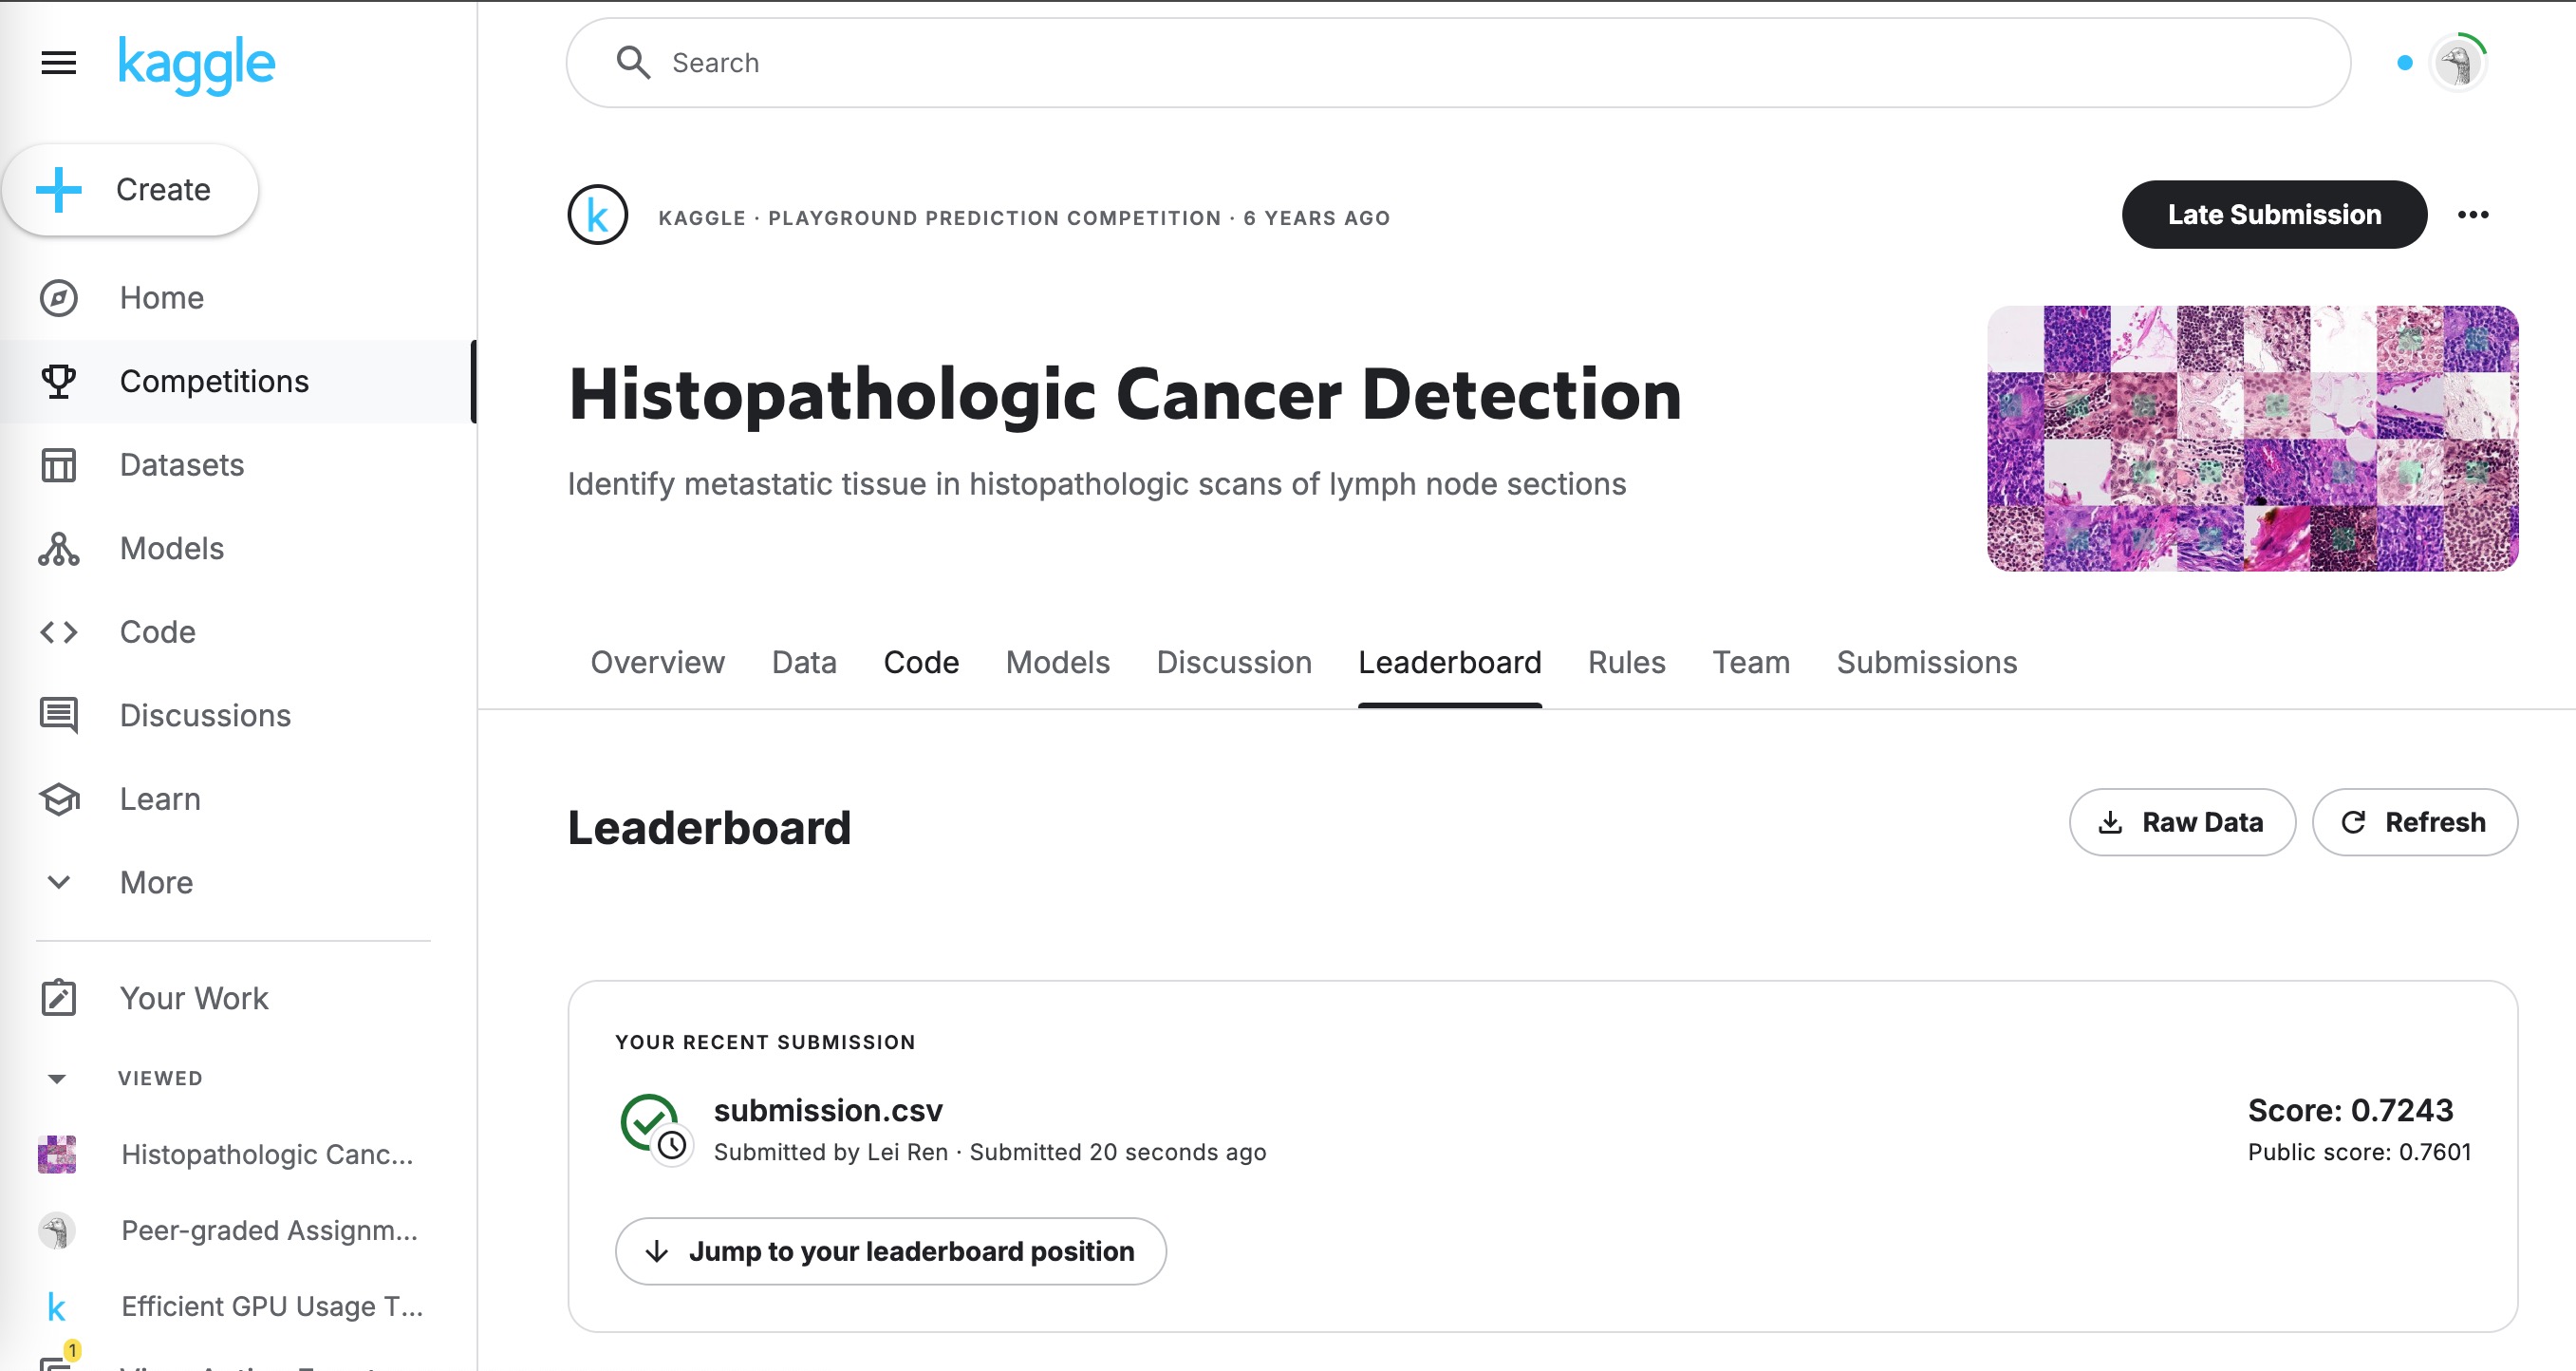 kaggle
Search
Create
Home
Competitions
Datasets
Models
Code
Discussions
Learn
More
Your Work
VIEWED
Histopathologic Canc...
Peer-graded Assignm...
Efficient GPU Usage T...
1
k
KAGGLE · PLAYGROUND PREDICTION COMPETITION · 6 YEARS AGO
Late Submission
Histopathologic Cancer Detection
Identify metastatic tissue in histopathologic scans of lymph node sections
Overview Data Code Models Discussion Leaderboard Rules Team Submissions
Leaderboard
Raw Data
Refresh
YOUR RECENT SUBMISSION
submission.csv
Submitted by Lei Ren · Submitted 20 seconds ago
Score: 0.7243
Public score: 0.7601
Jump to your leaderboard position